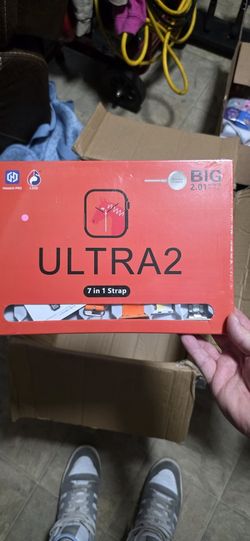 BIG
2.01
ULTRA2
7 in 1 Strap